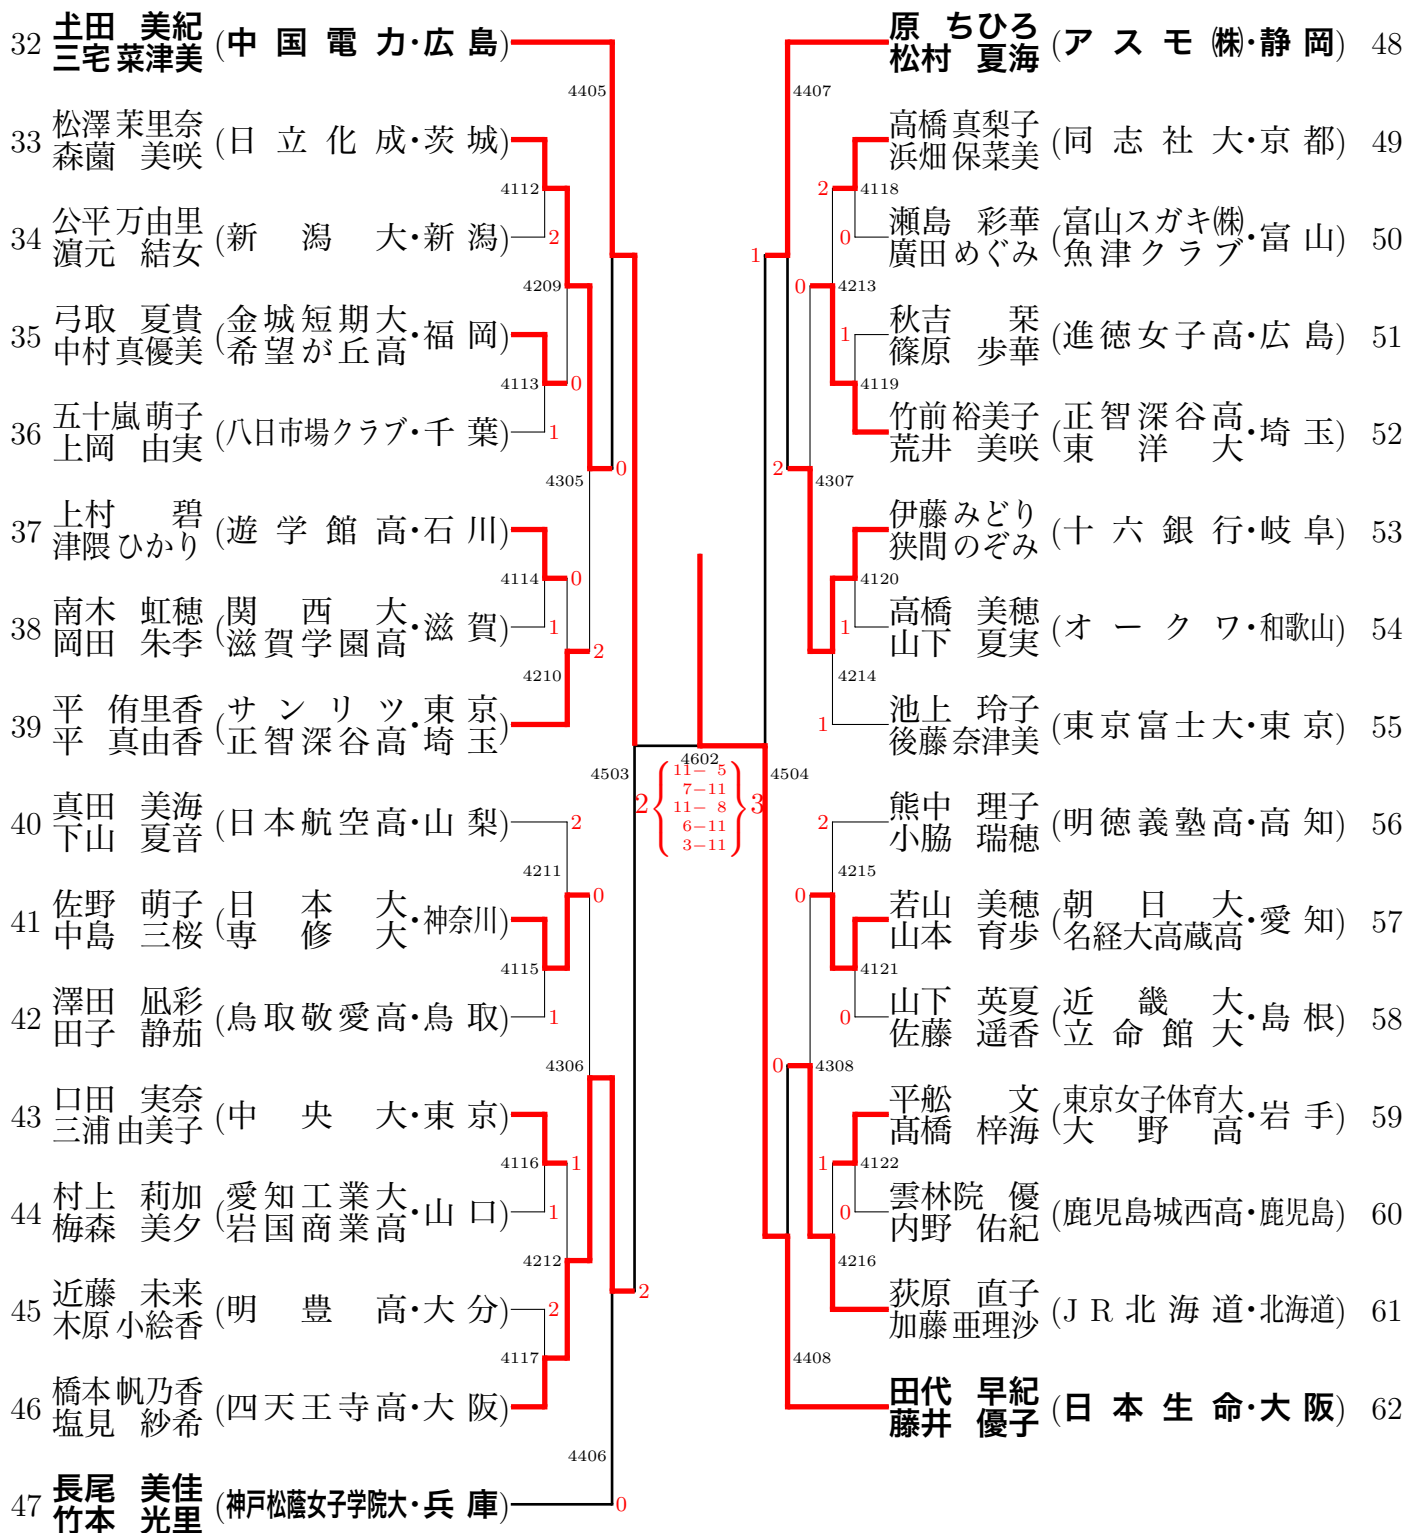 32 圡田 美紀 三宅 菜津美 (中国電力・広島)
33 松澤 茉里奈 森薗 美咲 (日立化成・茨城)
34 公平 万由里 濵元 結女 (新潟大・新潟)
35 弓取 夏貴 中村 真優美 (金城短期大 希望が丘高・福岡)
36 五十嵐 萌子 上岡 由実 (八日市場クラブ・千葉)
37 上村 碧 津隈 ひかり (遊学館高・石川)
38 南木 虹穂 岡田 朱李 (関西大 滋賀学園高・滋賀)
39 平 侑里香 平 真由香 (サンリツ 正智深谷高・東京 埼玉)
40 真田 美海 下山 夏音 (日本航空高・山梨)
41 佐野 萌子 中島 三桜 (日本大 専修大・神奈川)
42 澤田 凪彩 田子 静茄 (鳥取敬愛高・鳥取)
43 口田 実奈 三浦 由美子 (中央大・東京)
44 村上 莉加 梅森 美夕 (愛知工業大 岩国商業高・山口)
45 近藤 未来 木原 小絵香 (明豊高・大分)
46 橋本 帆乃香 塩見 紗希 (四天王寺高・大阪)
47 長尾 美佳 竹本 光里 (神戸松蔭女子学院大・兵庫)
4112
2
4113
1
4114
1
4115
1
4116
1
4117
2
4209
0
4210
0
4211
2
4212
1
4305
2
4306
0
4405
0
4406
0
4503
2
4602
2
11− 5
7−11
11− 8
6−11
3−11
3
4504
1
4407
2
4408
0
4307
0
4308
0
4213
2
4214
1
4215
2
4216
1
4118
0
4119
1
4120
1
4121
0
4122
0
原 ちひろ 松村 夏海 (アスモ㈱・静岡) 48
高橋 真梨子 浜畑 保菜美 (同志社大・京都) 49
瀬島 彩華 廣田 めぐみ (富山スガキ㈱ 魚津クラブ・富山) 50
秋吉 栞 篠原 歩華 (進徳女子高・広島) 51
竹前 裕美子 荒井 美咲 (正智深谷高 東洋大・埼玉) 52
伊藤 みどり 狭間 のぞみ (十六銀行・岐阜) 53
高橋 美穂 山下 夏実 (オークワ・和歌山) 54
池上 玲子 後藤 奈津美 (東京富士大・東京) 55
熊中 理子 小脇 瑞穂 (明徳義塾高・高知) 56
若山 美穂 山本 育歩 (朝日大 名経大高蔵高・愛知) 57
山下 英夏 佐藤 遥香 (近畿大 立命館大・島根) 58
平舩 文 髙橋 梓海 (東京女子体育大 大野高・岩手) 59
雲林院 優 内野 佑紀 (鹿児島城西高・鹿児島) 60
荻原 直子 加藤 亜理沙 (JR北海道・北海道) 61
田代 早紀 藤井 優子 (日本生命・大阪) 62